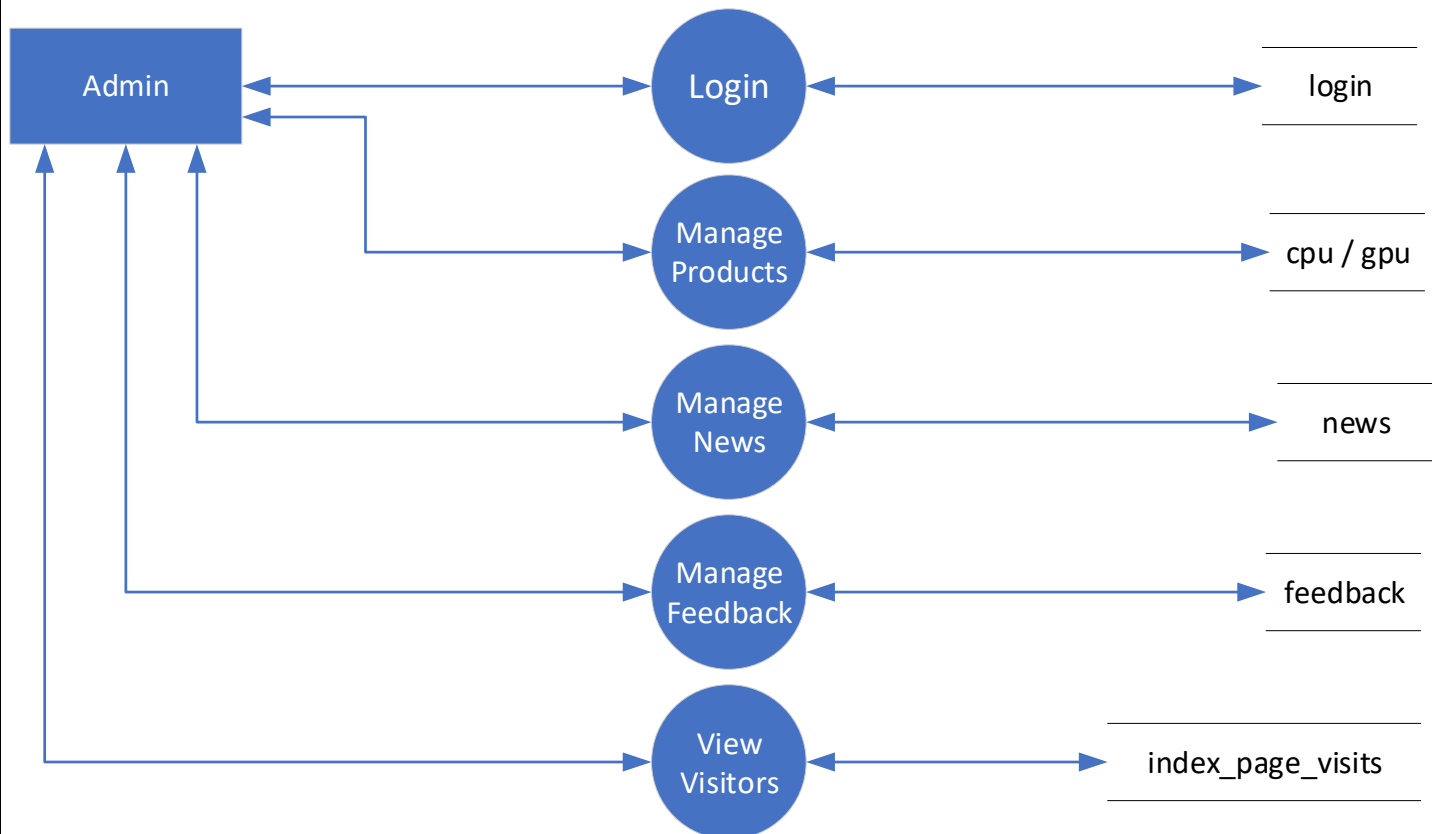 Admin
Login
login
Manage
Products
cpu / gpu
Manage
News
news
Manage
Feedback
feedback
View
Visitors
index_page_visits